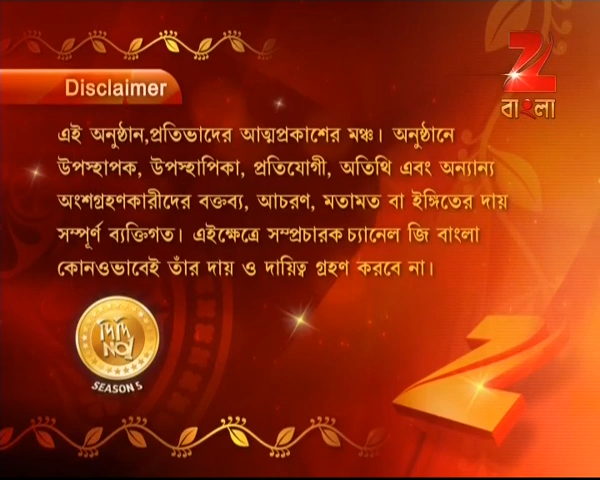 Z
বাংলা
Disclaimer
এই অনুষ্ঠান,প্রতিভাদের আত্মপ্রকাশের মঞ্চ। অনুষ্ঠানে
উপস্থাপক, উপস্থাপিকা, প্রতিযোগী, অতিথি এবং অন্যান্য
অংশগ্রহণকারীদের বক্তব্য, আচরণ, মতামত বা ইঙ্গিতের দায়
সম্পূর্ণ ব্যক্তিগত। এইক্ষেত্রে সম্প্রচারক চ্যানেল জি বাংলা
কোনওভাবেই তাঁর দায় ও দায়িত্ব গ্রহণ করবে না।
দিদি
NO1
SEASON 5